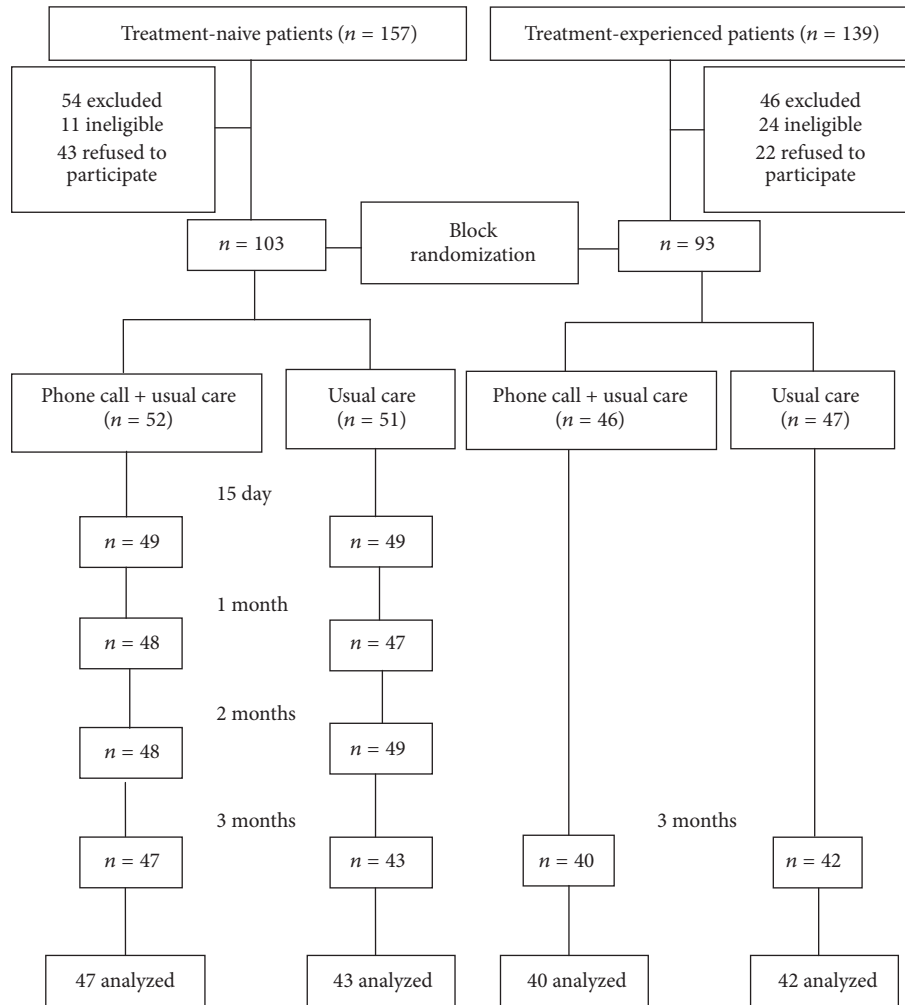 Treatment-naive patients (n = 157)
Treatment-experienced patients (n = 139)
54 excluded
11 ineligible
43 refused to
participate
46 excluded
24 ineligible
22 refused to
participate
n = 103
Block
randomization
n = 93
Phone call + usual care
(n = 52)
Usual care
(n = 51)
Phone call + usual care
(n = 46)
Usual care
(n = 47)
15 day
n = 49
n = 49
1 month
n = 48
n = 47
2 months
n = 48
n = 49
3 months
3 months
n = 47
n = 43
n = 40
n = 42
47 analyzed
43 analyzed
40 analyzed
42 analyzed